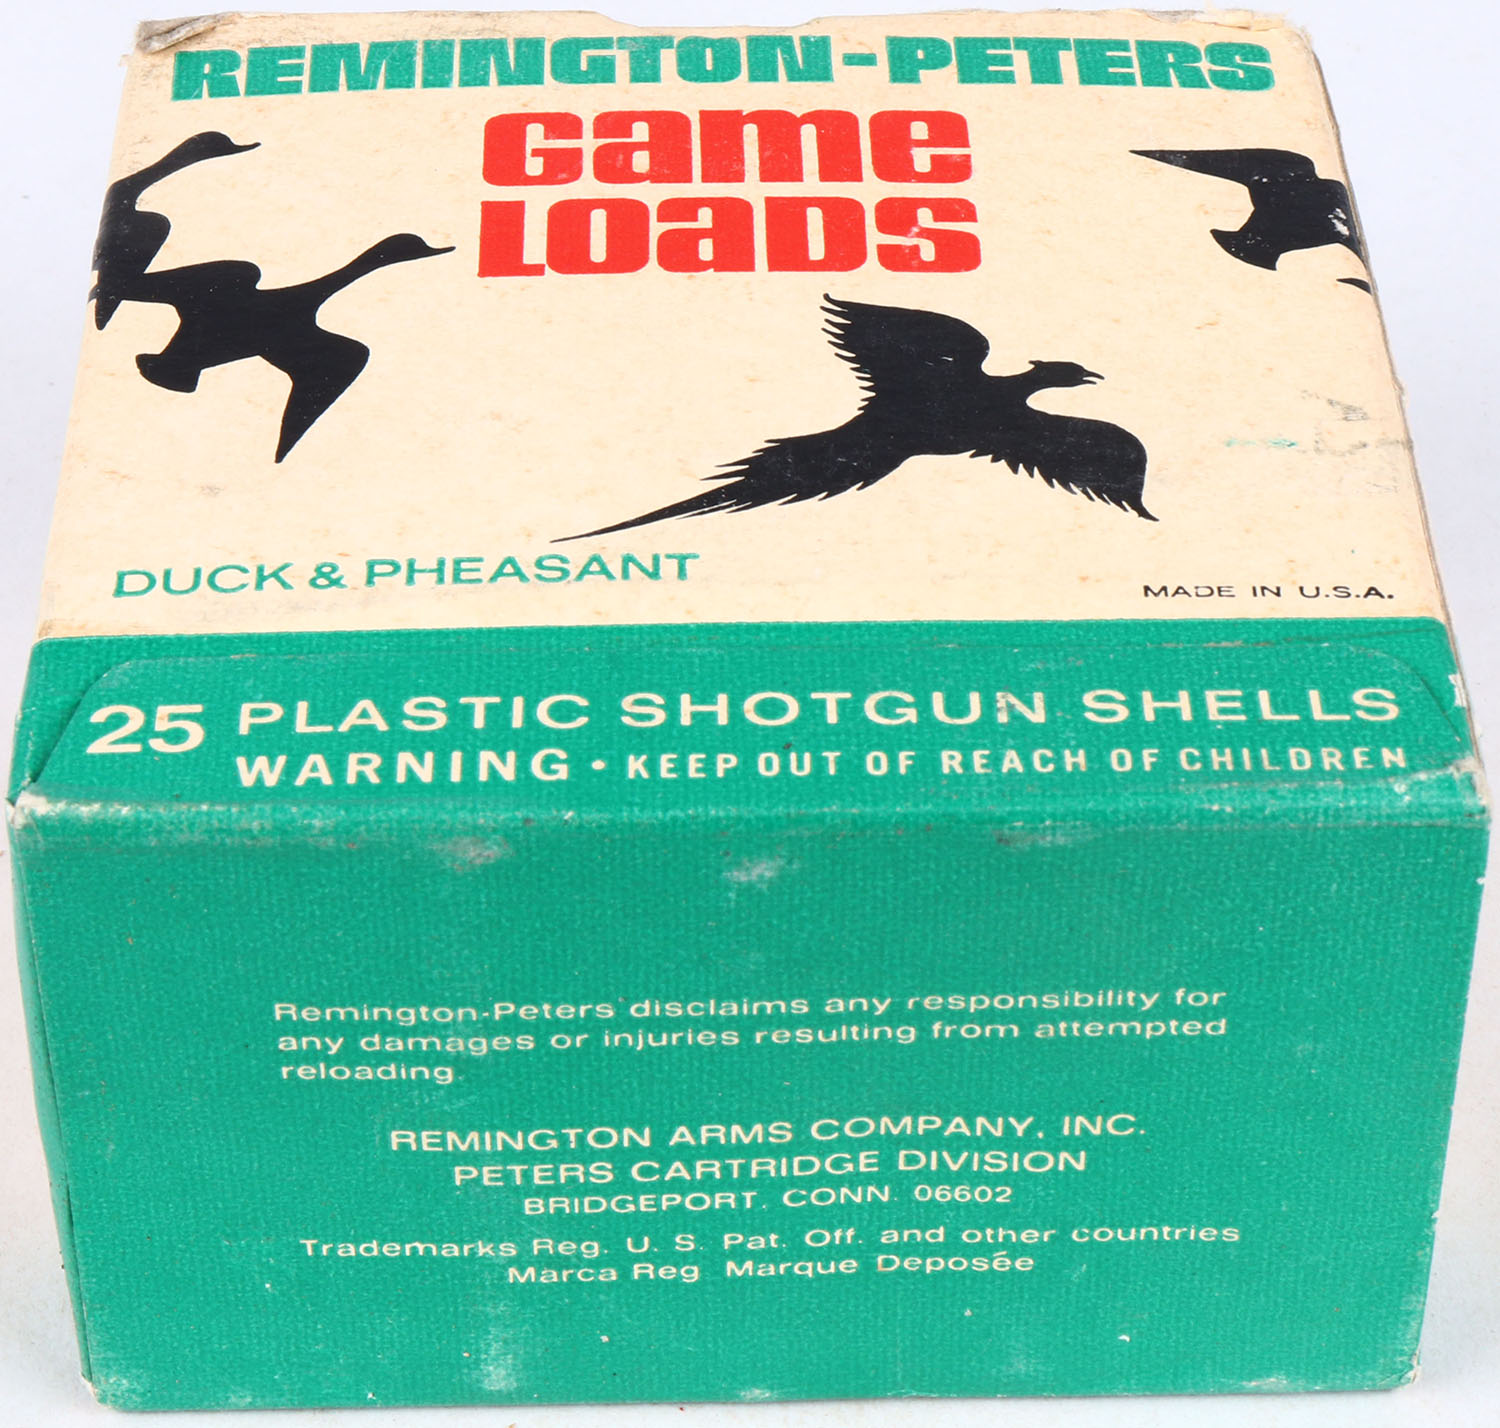 REMINGTON-PETERS
Game
LOADS
DUCK & PHEASANT
MADE IN U.S.A.
25 PLASTIC SHOTGUN SHELLS
WARNING • KEEP OUT OF REACH OF CHILDREN
Remington-Peters disclaims any responsibility for
any damages or injuries resulting from attempted
reloading.
REMINGTON ARMS COMPANY, INC.
PETERS CARTRIDGE DIVISION
BRIDGEPORT, CONN. 06602
Trademarks Reg. U. S. Pat. Off. and other countries
Marca Reg Marque Deposée